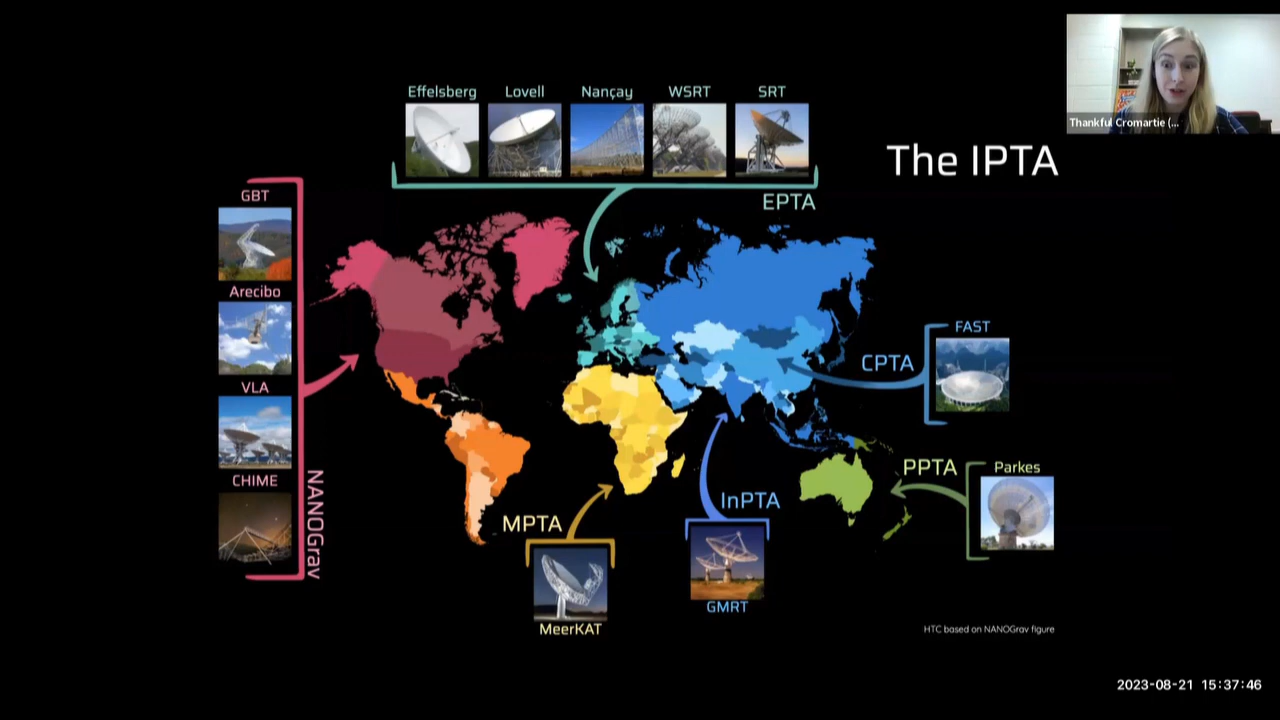 Thankful Cromartie (...
The IPTA
Effelsberg
Lovell
Nançay
WSRT
SRT
EPTA
GBT
Arecibo
VLA
CHIME
NANOGrav
FAST
CPTA
PPTA
Parkes
InPTA
GMRT
MPTA
MeerKAT
HTC based on NANOGrav figure
2023-08-21 15:37:46